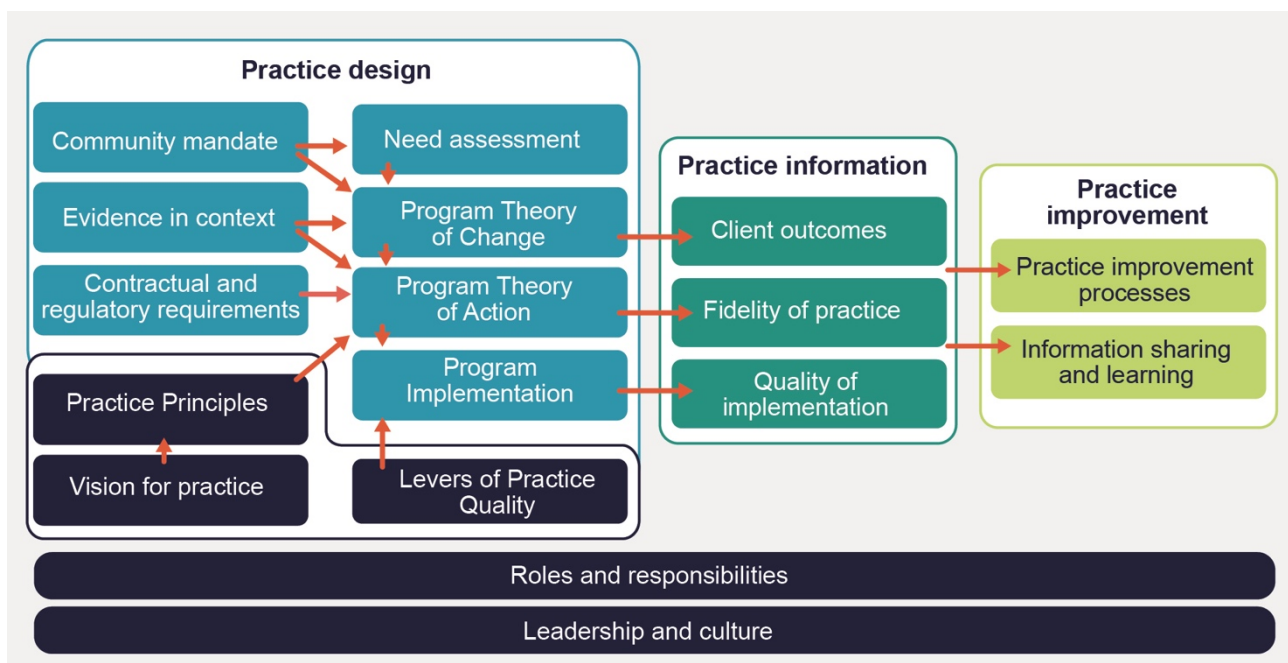 Practice design
Community mandate
Need assessment
Evidence in context
Program Theory
of Change
Contractual and
regulatory requirements
Program Theory
of Action
Practice Principles
Program
Implementation
Vision for practice
Levers of Practice
Quality
Practice information
Client outcomes
Fidelity of practice
Quality of
implementation
Practice
improvement
Practice improvement
processes
Information sharing
and learning
Roles and responsibilities
Leadership and culture